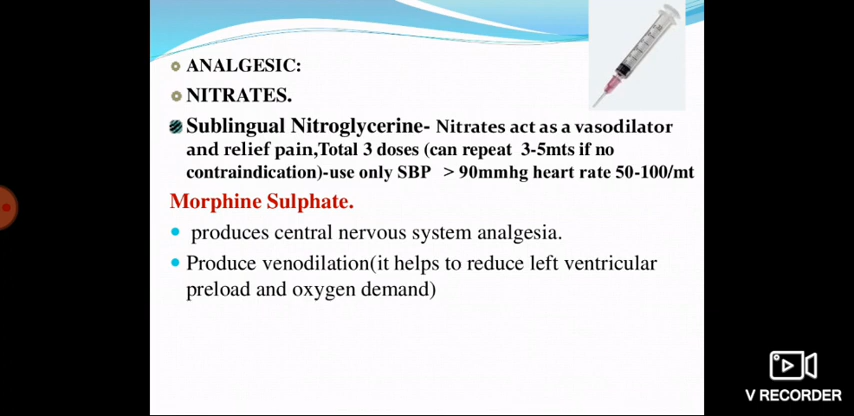 ANALGESIC:
NITRATES.
Sublingual Nitroglycerine- Nitrates act as a vasodilator
and relief pain,Total 3 doses (can repeat 3-5mts if no
contraindication)-use only SBP > 90mmhg heart rate 50-100/mt
Morphine Sulphate.
produces central nervous system analgesia.
Produce venodilation(it helps to reduce left ventricular
preload and oxygen demand)
V RECORDER